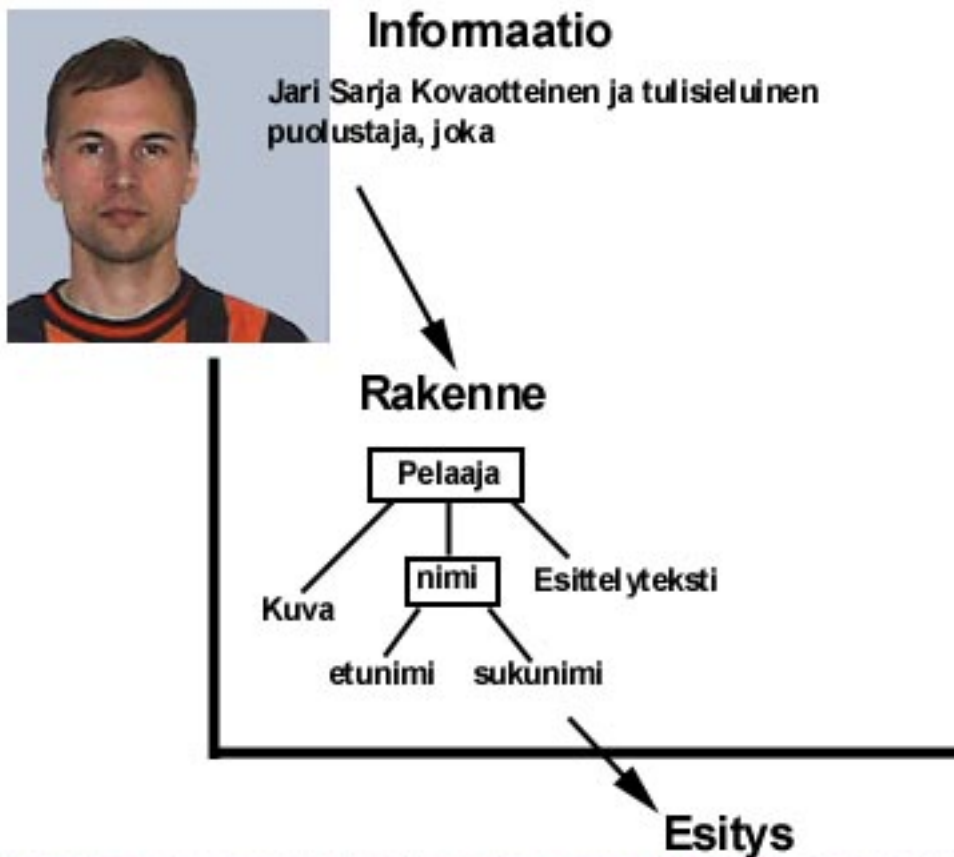 Informaatio
Jari Sarja Kovaotteinen ja tulisieluinen
puolustaja, joka
Rakenne
Pelaaja
nimi
Esittelyteksti
Kuva
etunimi sukunimi
Esitys